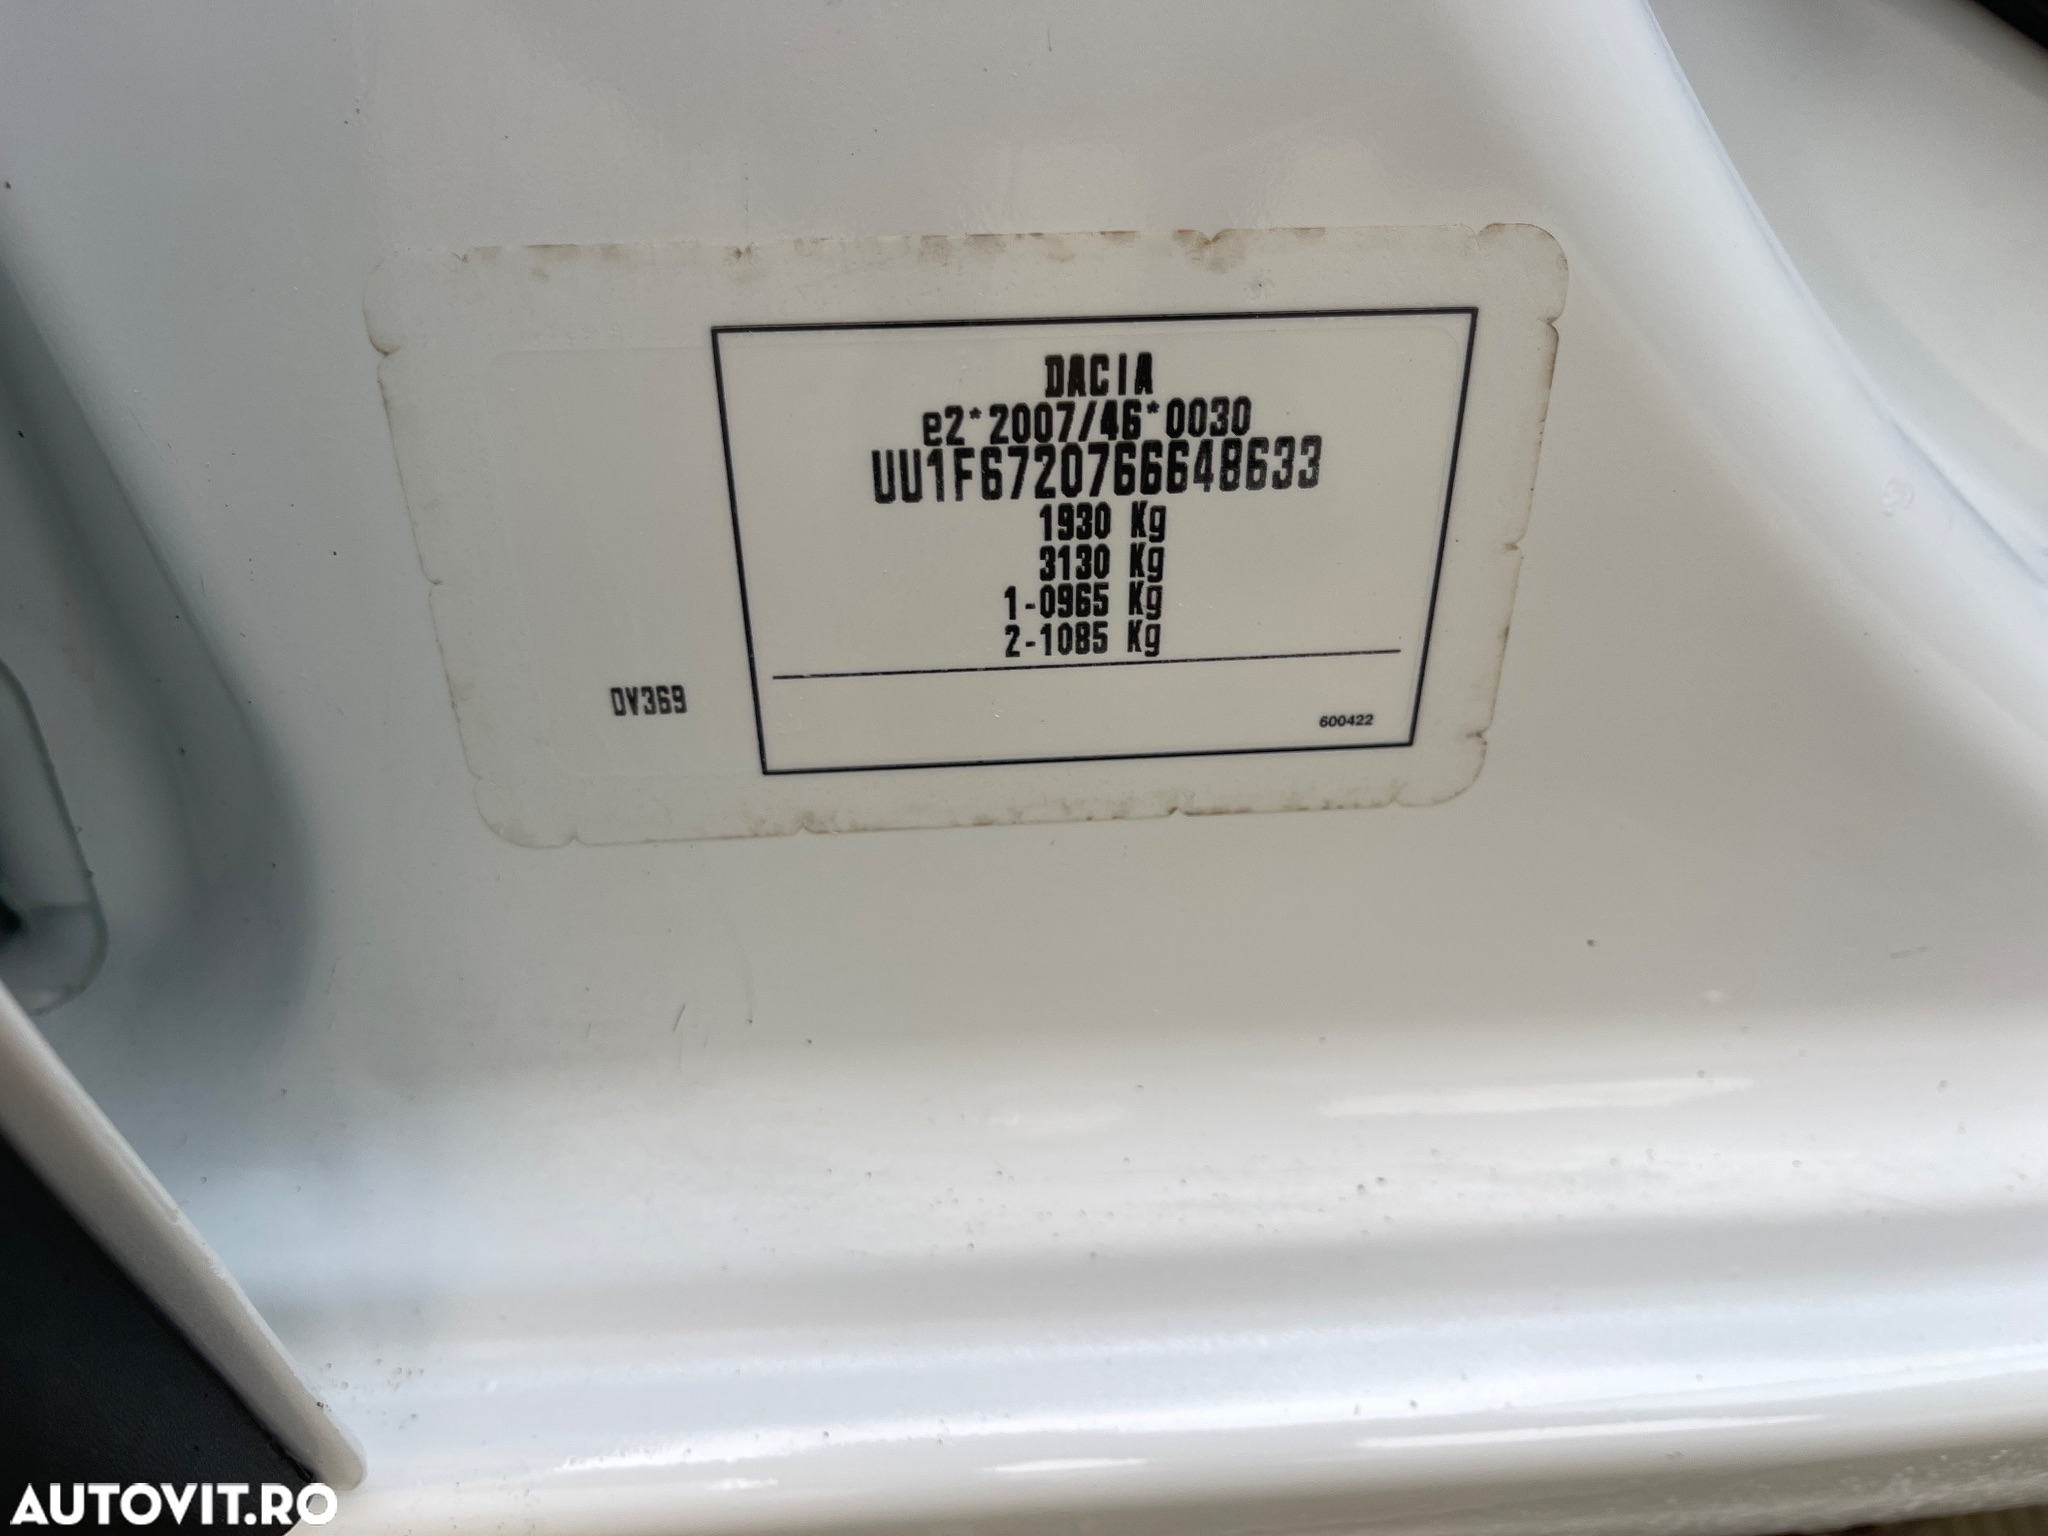 DACIA
e2*2007/46*0030
UU1F6720766648633
1930 Kg
3130 Kg
1-0965 Kg
2-1085 Kg
OV369
600422
AUTOVIT.RO